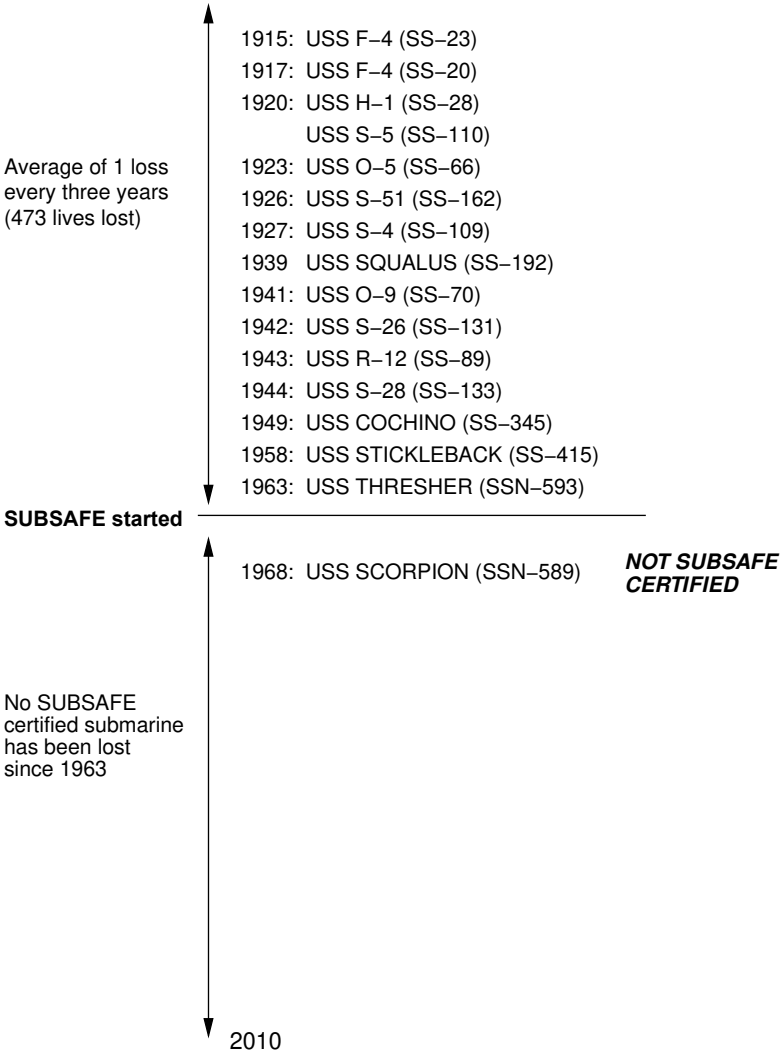 1915: USS F−4 (SS−23)
1917: USS F−4 (SS−20)
1920: USS H−1 (SS−28)
USS S−5 (SS−110)
Average of 1 loss
every three years
(473 lives lost)
1923: USS O−5 (SS−66)
1926: USS S−51 (SS−162)
1927: USS S−4 (SS−109)
1939 USS SQUALUS (SS−192)
1941: USS O−9 (SS−70)
1942: USS S−26 (SS−131)
1943: USS R−12 (SS−89)
1944: USS S−28 (SS−133)
1949: USS COCHINO (SS−345)
1958: USS STICKLEBACK (SS−415)
1963: USS THRESHER (SSN−593)
SUBSAFE started
1968: USS SCORPION (SSN−589)
NOT SUBSAFE
CERTIFIED
No SUBSAFE
certified submarine
has been lost
since 1963
2010